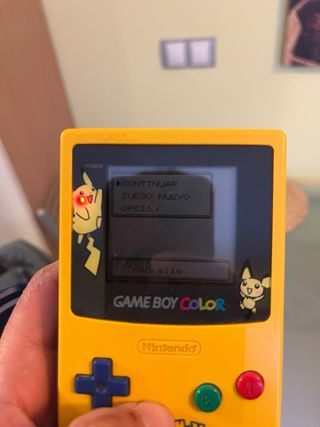 POWER
▶CONTINUAR
JUEGO NUEVO
OPCIÓN
GAME BOY COLOR
Nintendo
B
A